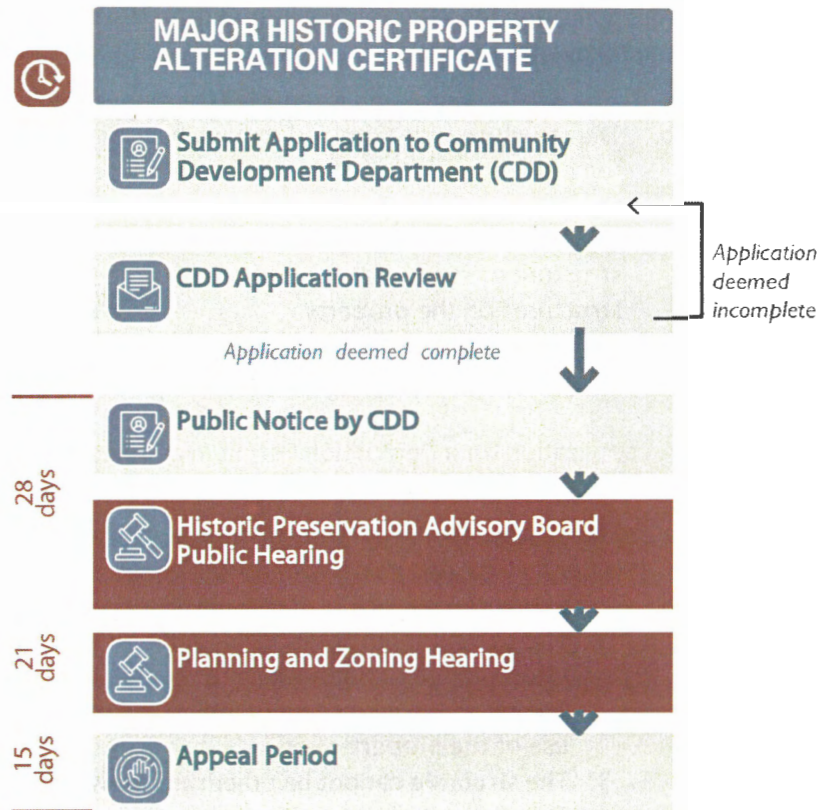 MAJOR HISTORIC PROPERTY
ALTERATION CERTIFICATE
Submit Application to Community
Development Department (CDD)
Application
deemed
incomplete
CDD Application Review
Application deemed complete
Public Notice by CDD
28
days
Historic Preservation Advisory Board
Public Hearing
21
days
Planning and Zoning Hearing
15
days
Appeal Period